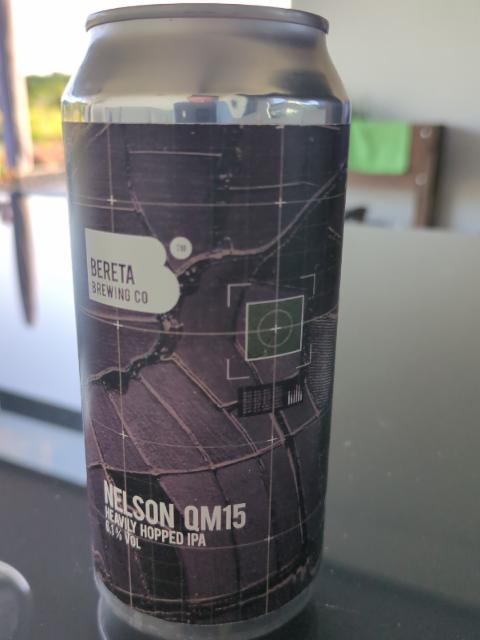 BERETA
BREWING CO
NELSON QM15
HEAVILY HOPPED IPA
6.1% VOL